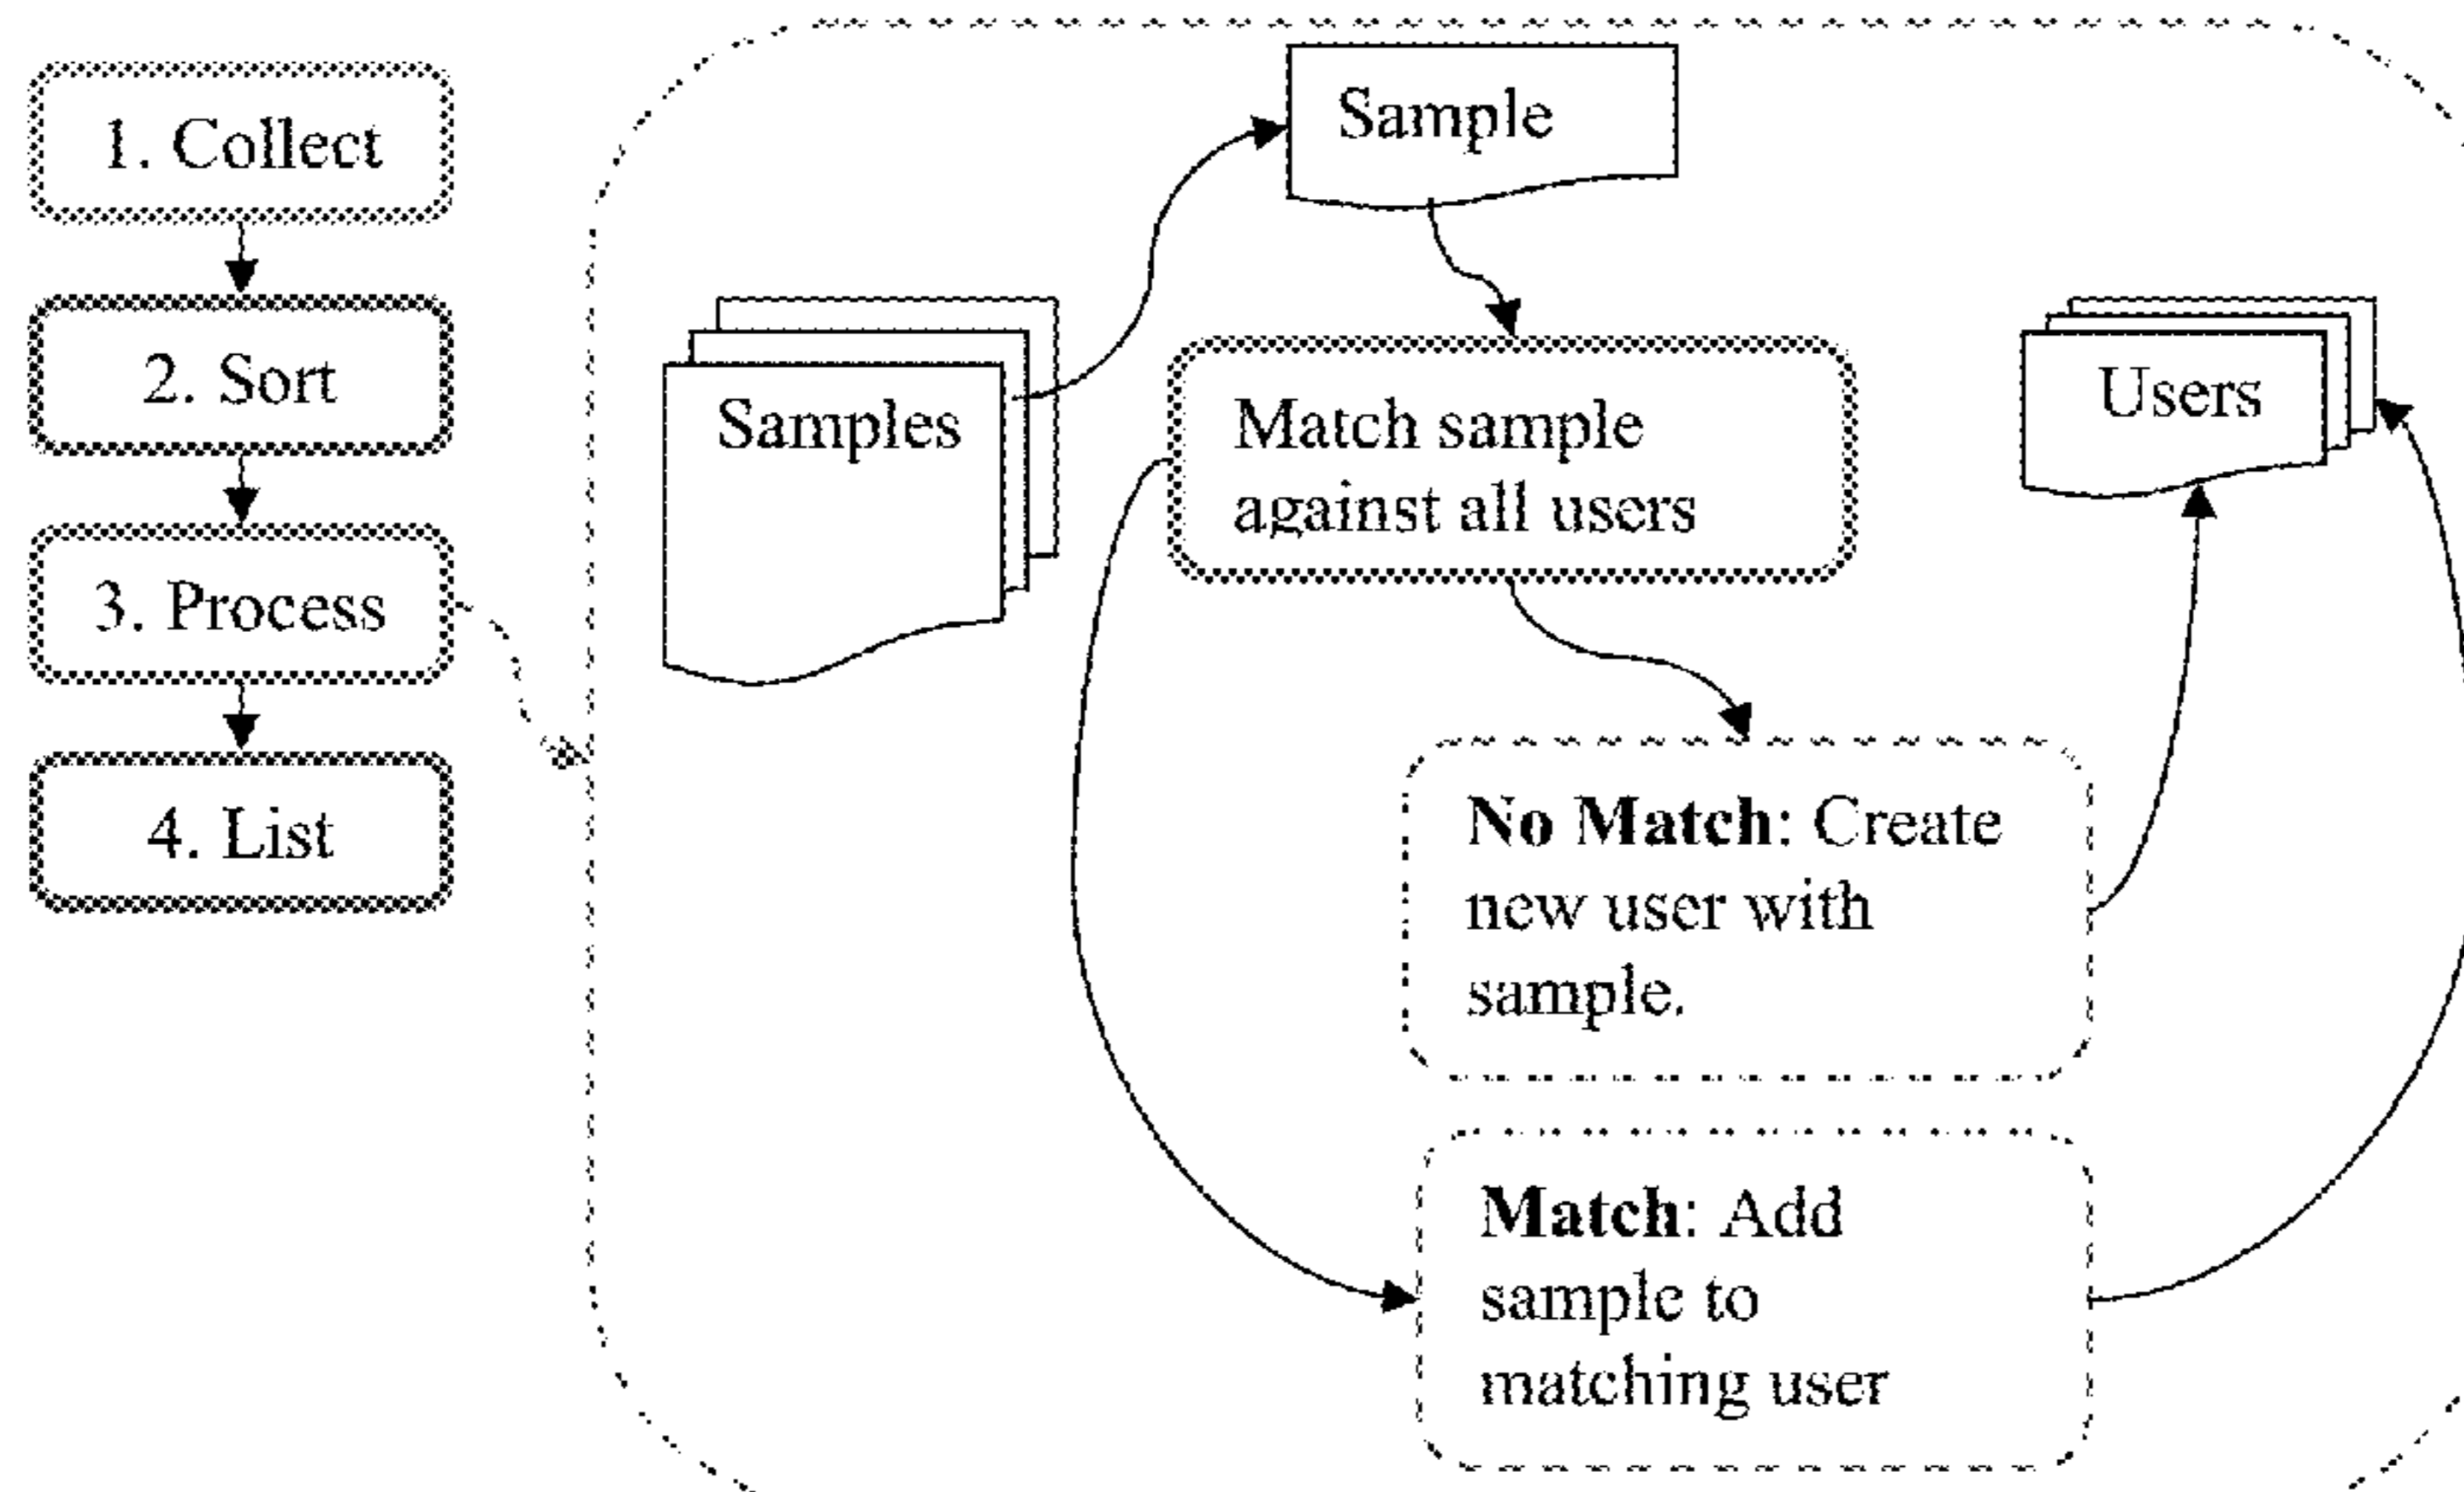 1. Collect
2. Sort
3. Process
4. List
Sample
Samples
Match sample
against all users
Users
No Match: Create
new user with
sample.
Match: Add
sample to
matching user